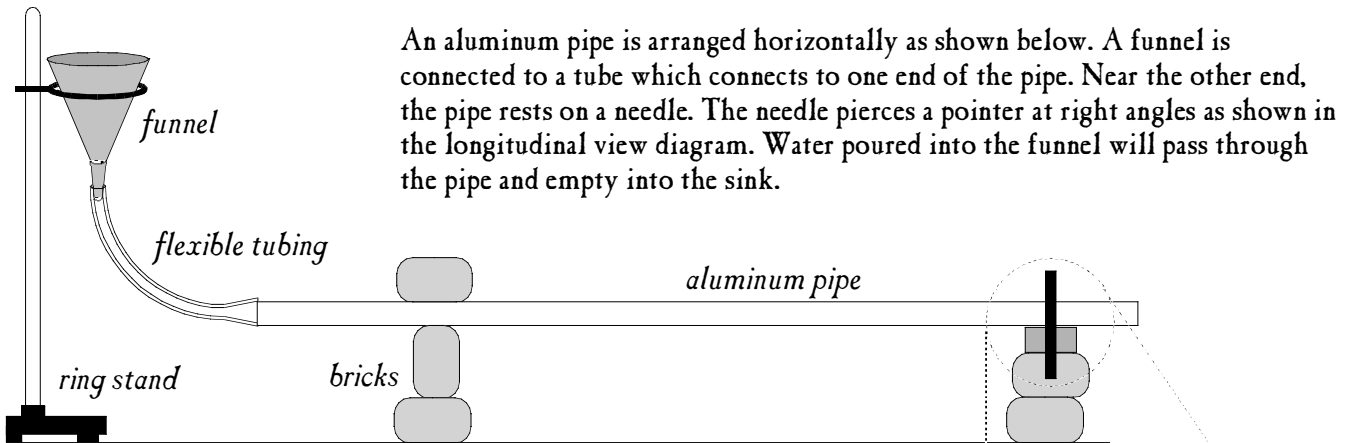 An aluminum pipe is arranged horizontally as shown below. A funnel is
connected to a tube which connects to one end of the pipe. Near the other end,
the pipe rests on a needle. The needle pierces a pointer at right angles as shown in
the longitudinal view diagram. Water poured into the funnel will pass through
the pipe and empty into the sink.
funnel
flexible tubing
aluminum pipe
ring stand
bricks